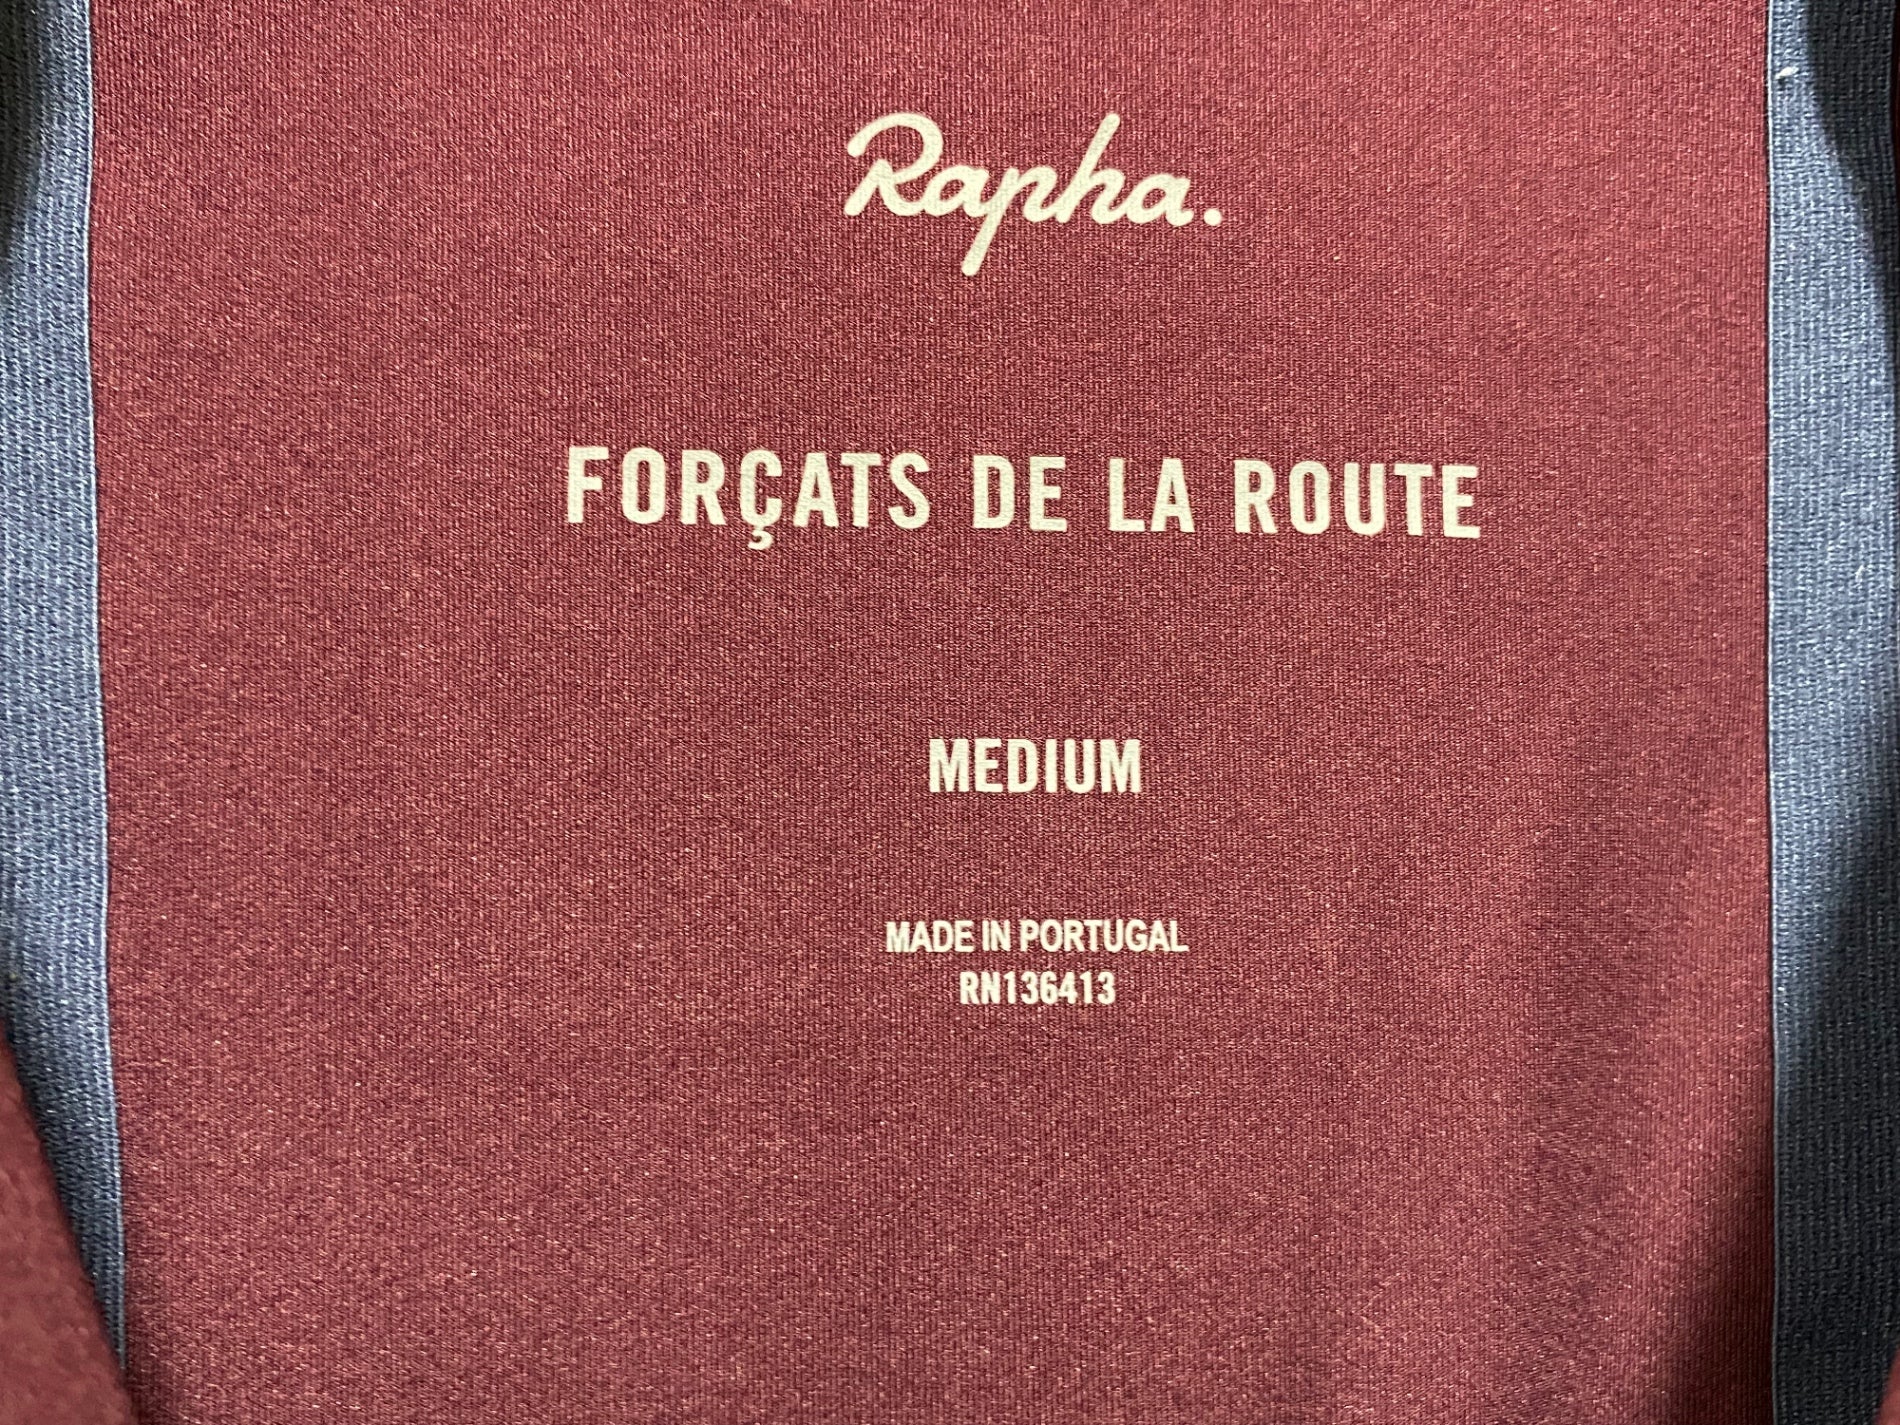 Rapha.
FORÇATS DE LA ROUTE
MEDIUM
MADE IN PORTUGAL
RN136413